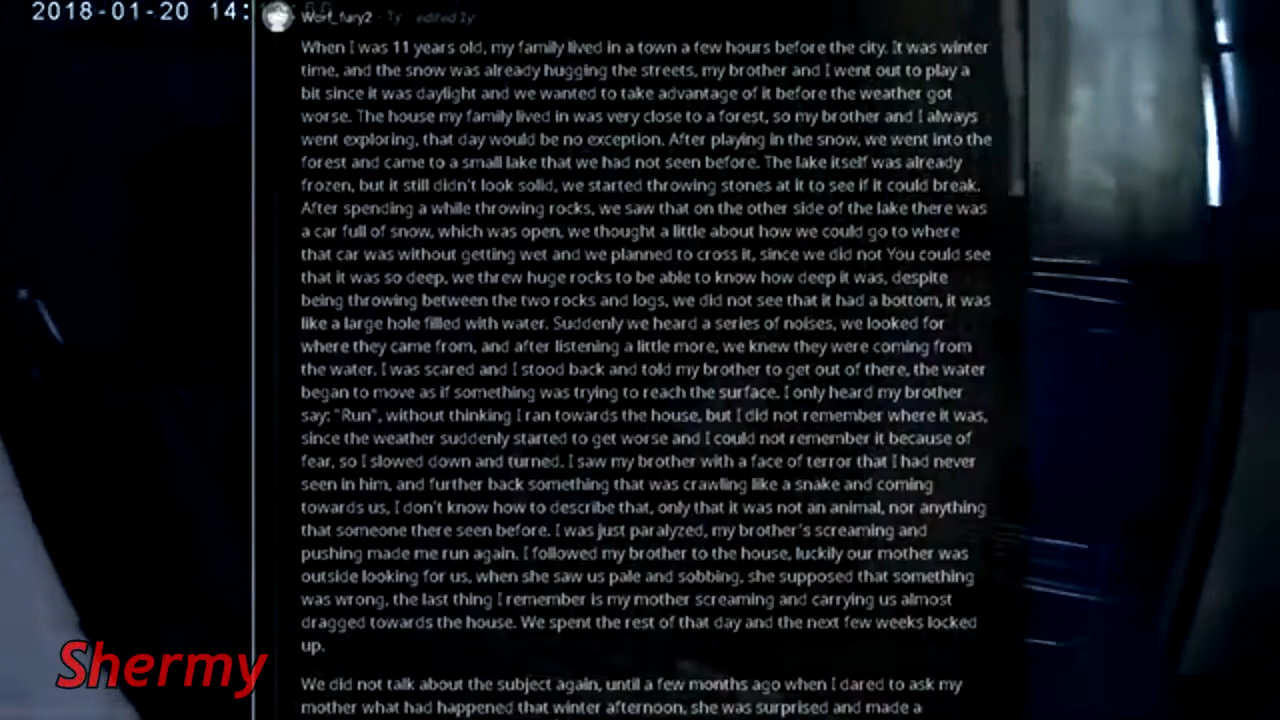 2018-01-20 14:
Worf_fury2 · 1y · edited 1y
When I was 11 years old, my family lived in a town a few hours before the city. It was winter
time, and the snow was already hugging the streets, my brother and I went out to play a
bit since it was daylight and we wanted to take advantage of it before the weather got
worse. The house my family lived in was very close to a forest, so my brother and I always
went exploring, that day would be no exception. After playing in the snow, we went into the
forest and came to a small lake that we had not seen before. The lake itself was already
frozen, but it still didn't look solid, we started throwing stones at it to see if it could break.
After spending a while throwing rocks, we saw that on the other side of the lake there was
a car full of snow, which was open, we thought a little about how we could go to where
that car was without getting wet and we planned to cross it, since we did not You could see
that it was so deep, we threw huge rocks to be able to know how deep it was, despite
being throwing between the two rocks and logs, we did not see that it had a bottom, it was
like a large hole filled with water. Suddenly we heard a series of noises, we looked for
where they came from, and after listening a little more, we knew they were coming from
the water. I was scared and I stood back and told my brother to get out of there, the water
began to move as if something was trying to reach the surface. I only heard my brother
say: "Run", without thinking I ran towards the house, but I did not remember where it was,
since the weather suddenly started to get worse and I could not remember it because of
fear, so I slowed down and turned. I saw my brother with a face of terror that I had never
seen in him, and further back something that was crawling like a snake and coming
towards us, I don't know how to describe that, only that it was not an animal, nor anything
that someone there seen before. I was just paralyzed, my brother's screaming and
pushing made me run again. I followed my brother to the house, luckily our mother was
outside looking for us, when she saw us pale and sobbing, she supposed that something
was wrong, the last thing I remember is my mother screaming and carrying us almost
dragged towards the house. We spent the rest of that day and the next few weeks locked
up.
We did not talk about the subject again, until a few months ago when I dared to ask my
mother what had happened that winter afternoon, she was surprised and made a
Shermy